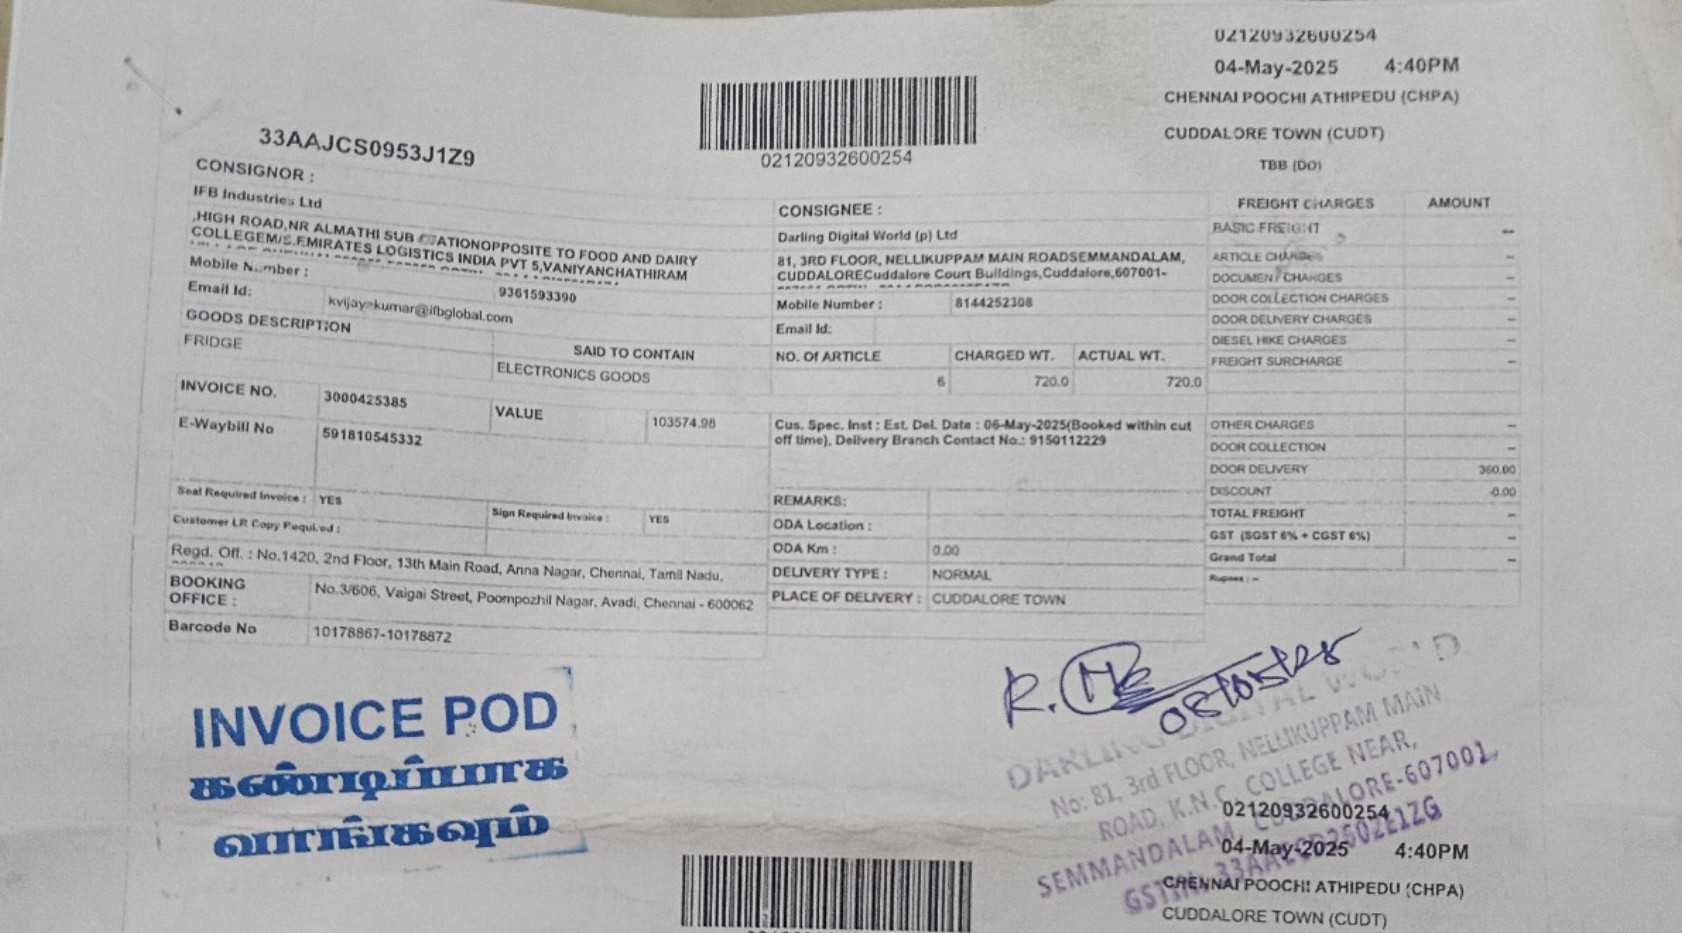 02120932600254
04-May-2025 4:40PM
CHENNAI POOCHI ATHIPEDU (CHPA)
CUDDALORE TOWN (CUDT)
TBB (DO)
02120932600254
33AAJCS0953J1Z9
CONSIGNOR :
IFB Industries Ltd
,HIGH ROAD,NR ALMATHI SUB OPPOSITE TO FOOD AND DAIRY
COLLEGEM/S.EMIRATES LOGISTICS INDIA PVT 5,VANIYANCHATHIRAM
Mobile Number : 9361593390
Email Id: kvijayakumar@ifbglobal.com
GOODS DESCRIPTION SAID TO CONTAIN
FRIDGE ELECTRONICS GOODS
INVOICE NO. 3000425385 VALUE 103574.98
E-Waybill No 591810545332
Seal Required Invoice : YES Sign Required Invoice : YES
Customer LR Copy Required :
Regd. Off. : No.1420, 2nd Floor, 13th Main Road, Anna Nagar, Chennai, Tamil Nadu,
BOOKING OFFICE : No.3/606, Vaigai Street, Poompozhil Nagar, Avadi, Chennai - 600062
Barcode No 10178867-10178872
CONSIGNEE :
Darling Digital World (p) Ltd
81, 3RD FLOOR, NELLIKUPPAM MAIN ROADSEMMANDALAM,
CUDDALORECuddalore Court Buildings,Cuddalore,607001-
Mobile Number : 8144252308
Email Id:
NO. Of ARTICLE CHARGED WT. ACTUAL WT.
6 720.0 720.0
Cus. Spec. Inst : Est. Del. Date : 06-May-2025(Booked within cut
off time), Delivery Branch Contact No.: 9150112229
REMARKS:
ODA Location :
ODA Km : 0.00
DELIVERY TYPE : NORMAL
PLACE OF DELIVERY : CUDDALORE TOWN
FREIGHT CHARGES AMOUNT
BASIC FREIGHT --
ARTICLE CHARGES --
DOCUMENT CHARGES --
DOOR COLLECTION CHARGES --
DOOR DELIVERY CHARGES --
DIESEL HIKE CHARGES --
FREIGHT SURCHARGE --
OTHER CHARGES --
DOOR COLLECTION --
DOOR DELIVERY 360.00
DISCOUNT -0.00
TOTAL FREIGHT --
GST (SGST 6% + CGST 6%) --
Grand Total --
Rupees : --
INVOICE POD
கண்டிப்பாக
வாங்கவும்
R.
08/05/25
DARLING DIGITAL WORLD
No: 81, 3rd FLOOR, NELLIKUPPAM MAIN
ROAD, K.N.C. COLLEGE NEAR,
SEMMANDALAM, CUDDALORE-607001.
GSTIN:
02120932600254
04-May-2025 4:40PM
CHENNAI POOCHI ATHIPEDU (CHPA)
CUDDALORE TOWN (CUDT)